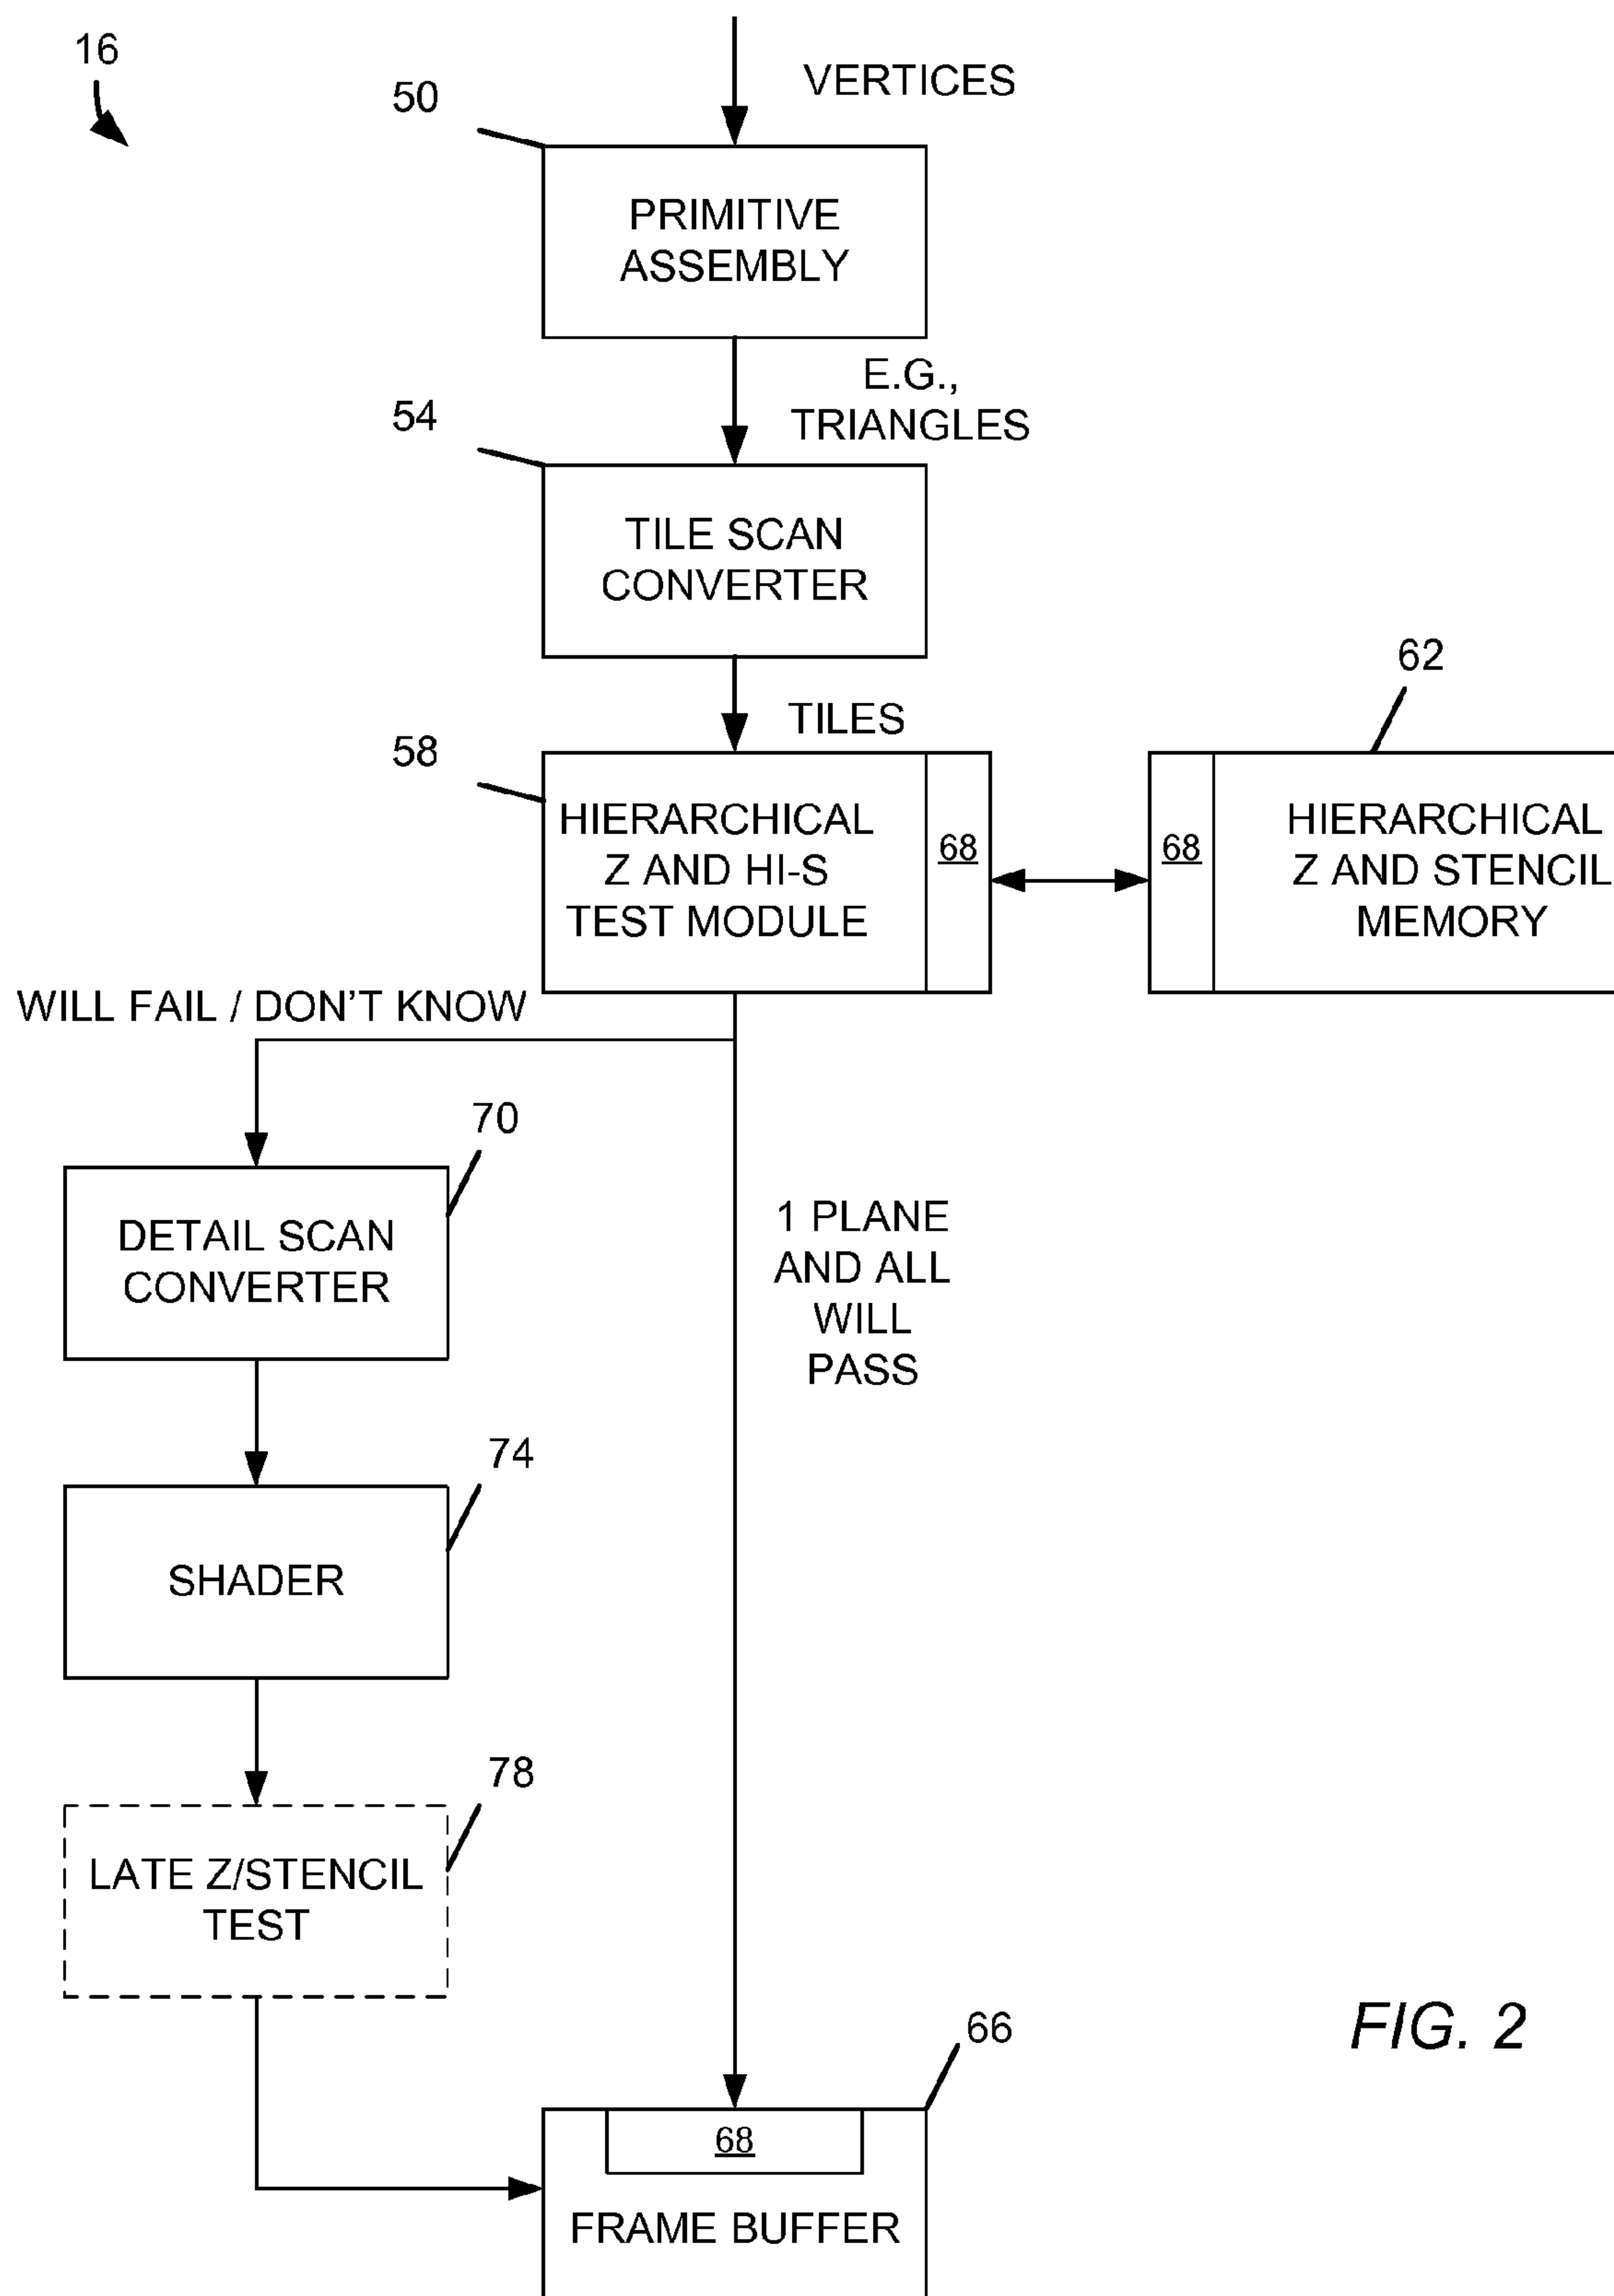 16
VERTICES
50
PRIMITIVE
ASSEMBLY
E.G.,
TRIANGLES
54
TILE SCAN
CONVERTER
62
TILES
58
HIERARCHICAL
Z AND HI-S
TEST MODULE
68
68
HIERARCHICAL
Z AND STENCIL
MEMORY
WILL FAIL / DON'T KNOW
70
DETAIL SCAN
CONVERTER
1 PLANE
AND ALL
WILL
PASS
74
SHADER
78
LATE Z/STENCIL
TEST
66
68
FRAME BUFFER
FIG. 2